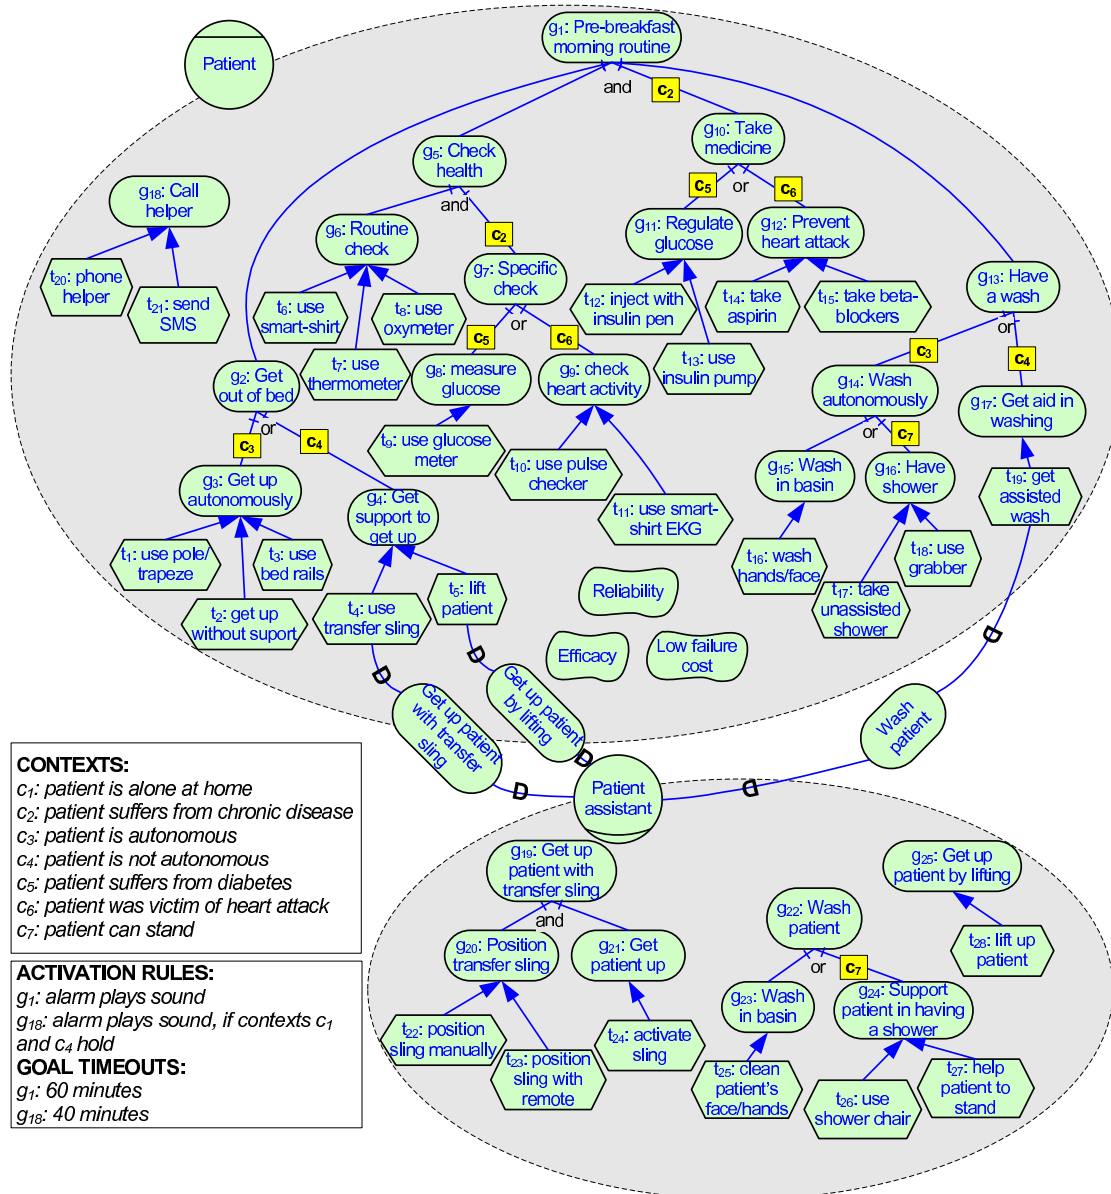 g1: Pre-breakfast
morning routine
Patient
and
c2
g10: Take
medicine
g5: Check
health
c5
or
c6
and
g18: Call
helper
g6: Routine
check
c2
g11: Regulate
glucose
g12: Prevent
heart attack
g7: Specific
check
g13: Have
a wash
t20: phone
helper
t21: send
SMS
t6: use
smart-shirt
t8: use
oxymeter
t12: inject with
insulin pen
t14: take
aspirin
t15: take beta-
blockers
or
or
c5
c6
c3
c4
t7: use
thermometer
t13: use
insulin pump
g2: Get
out of bed
g8: measure
glucose
g9: check
heart activity
g14: Wash
autonomously
g17: Get aid in
washing
or
c3
c4
t9: use glucose
meter
or
c7
t10: use pulse
checker
g15: Wash
in basin
g16: Have
shower
t19: get
assisted
wash
g3: Get up
autonomously
g4: Get
support to
get up
t11: use smart-
shirt EKG
t1: use pole/
trapeze
t3: use
bed rails
t16: wash
hands/face
t18: use
grabber
t2: get up
without suport
t4: use
transfer sling
t5: lift
patient
Reliability
t17: take
unassisted
shower
Efficacy
Low failure
cost
D
D
D
Get up patient
with transfer
sling
Get up patient
by lifting
Wash
patient
D
D
D
Patient
assistant
CONTEXTS:
c1: patient is alone at home
c2: patient suffers from chronic disease
c3: patient is autonomous
c4: patient is not autonomous
c5: patient suffers from diabetes
c6: patient was victim of heart attack
c7: patient can stand
g19: Get up
patient with
transfer sling
g25: Get up
patient by lifting
and
g22: Wash
patient
g20: Position
transfer sling
g21: Get
patient up
t28: lift up
patient
or
c7
g23: Wash
in basin
g24: Support
patient in having
a shower
t22: position
sling manually
t24: activate
sling
t23: position
sling with
remote
t25: clean
patient's
face/hands
t26: use
shower chair
t27: help
patient to
stand
ACTIVATION RULES:
g1: alarm plays sound
g18: alarm plays sound, if contexts c1
and c4 hold
GOAL TIMEOUTS:
g1: 60 minutes
g18: 40 minutes